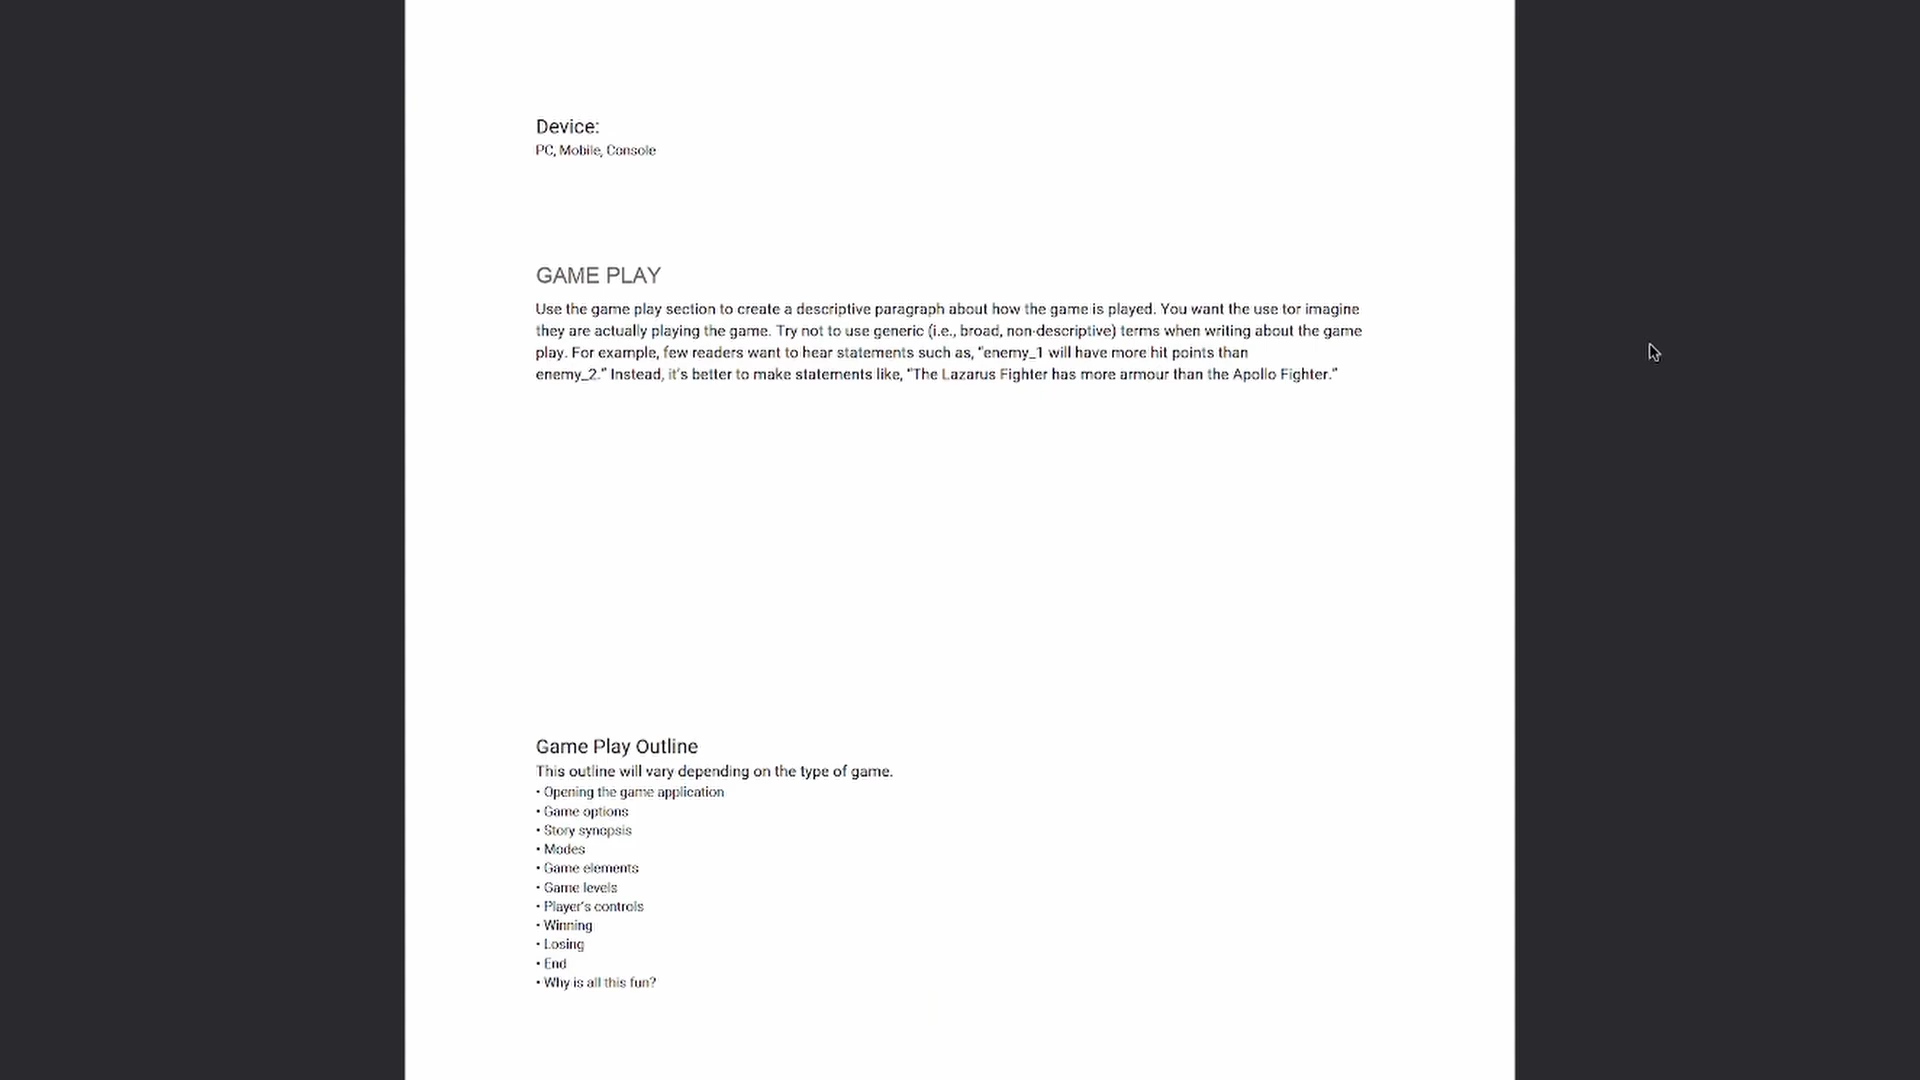 Device:
PC, Mobile, Console
GAME PLAY
Use the game play section to create a descriptive paragraph about how the game is played. You want the use tor imagine
they are actually playing the game. Try not to use generic (i.e., broad, non-descriptive) terms when writing about the game
play. For example, few readers want to hear statements such as, “enemy_1 will have more hit points than
enemy_2.” Instead, it’s better to make statements like, “The Lazarus Fighter has more armour than the Apollo Fighter.”
Game Play Outline
This outline will vary depending on the type of game.
• Opening the game application
• Game options
• Story synopsis
• Modes
• Game elements
• Game levels
• Player’s controls
• Winning
• Losing
• End
• Why is all this fun?